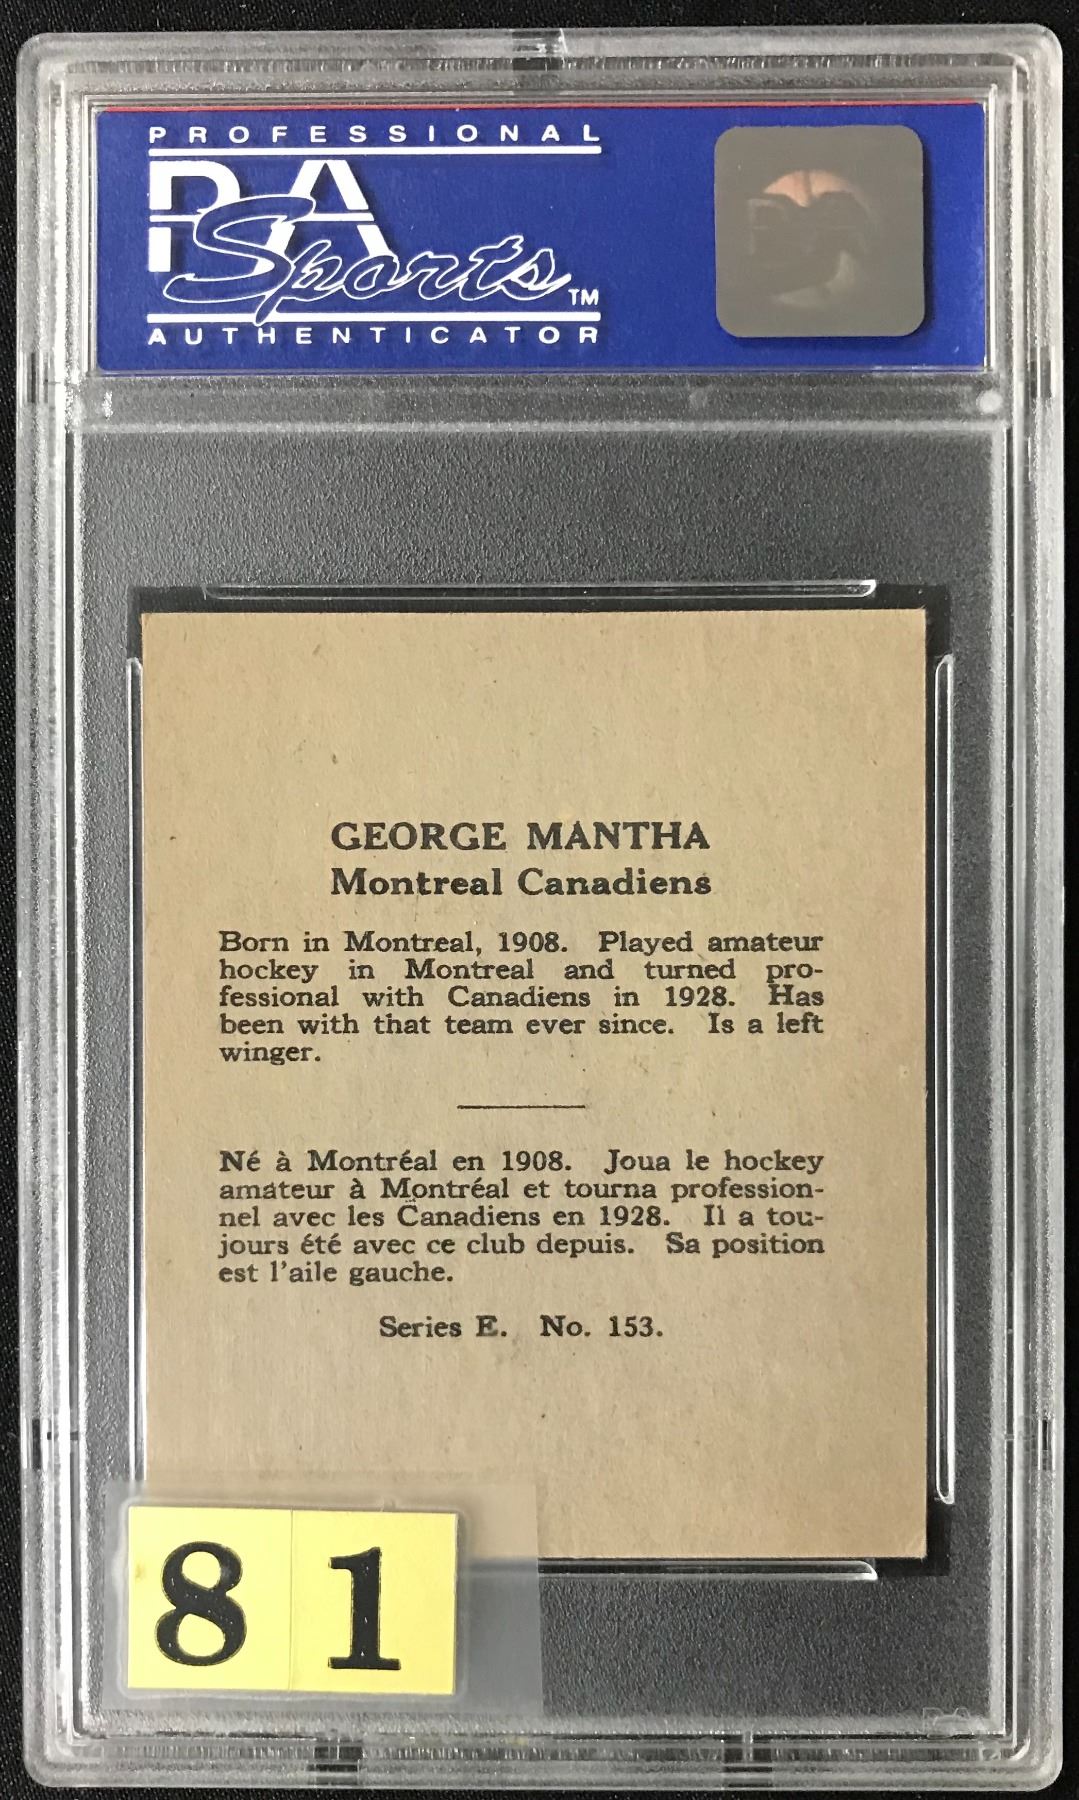 PROFESSIONAL
PSA
Sports™
AUTHENTICATOR
GEORGE MANTHA
Montreal Canadiens
Born in Montreal, 1908. Played amateur
hockey in Montreal and turned pro-
fessional with Canadiens in 1928. Has
been with that team ever since. Is a left
winger.
Né à Montréal en 1908. Joua le hockey
amateur à Montréal et tourna profession-
nel avec les Canadiens en 1928. Il a tou-
jours été avec ce club depuis. Sa position
est l'aile gauche.
Series E. No. 153.
81